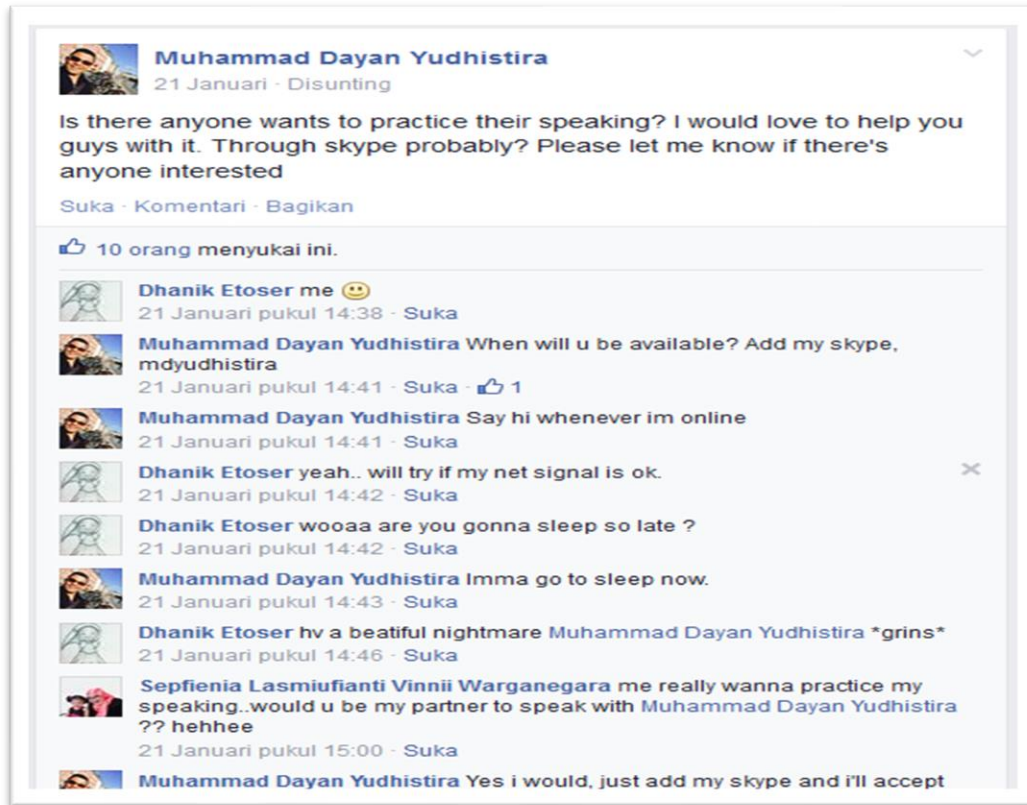 Muhammad Dayan Yudhistira
21 Januari · Disunting
Is there anyone wants to practice their speaking? I would love to help you
guys with it. Through skype probably? Please let me know if there's
anyone interested
Suka · Komentari · Bagikan
10 orang menyukai ini.
Dhanik Etoser me
21 Januari pukul 14:38 · Suka
Muhammad Dayan Yudhistira When will u be available? Add my skype,
mdyudhistira
21 Januari pukul 14:41 · Suka · 1
Muhammad Dayan Yudhistira Say hi whenever im online
21 Januari pukul 14:41 · Suka
Dhanik Etoser yeah.. will try if my net signal is ok.
21 Januari pukul 14:42 · Suka
Dhanik Etoser wooaa are you gonna sleep so late ?
21 Januari pukul 14:42 · Suka
Muhammad Dayan Yudhistira Imma go to sleep now.
21 Januari pukul 14:43 · Suka
Dhanik Etoser hv a beatiful nightmare Muhammad Dayan Yudhistira *grins*
21 Januari pukul 14:46 · Suka
Sepfienia Lasmiufianti Vinnii Warganegara me really wanna practice my
speaking..would u be my partner to speak with Muhammad Dayan Yudhistira
?? hehhee
21 Januari pukul 15:00 · Suka
Muhammad Dayan Yudhistira Yes i would, just add my skype and i'll accept